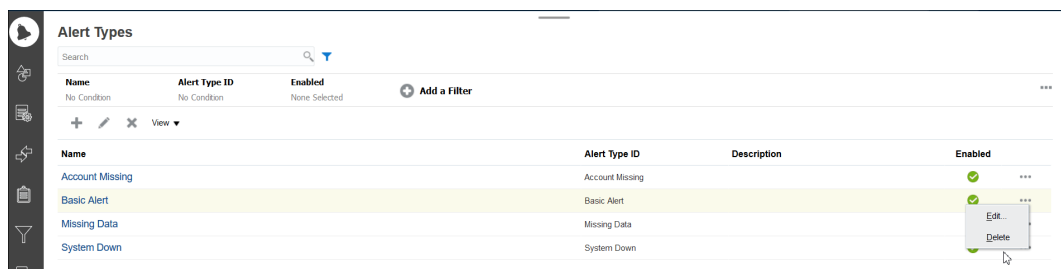 Alert Types
Search
Name Alert Type ID Enabled Add a Filter
No Condition No Condition None Selected
View
Name Alert Type ID Description Enabled
Account Missing Account Missing
Basic Alert Basic Alert
Edit...
Missing Data Missing Data
Delete
System Down System Down